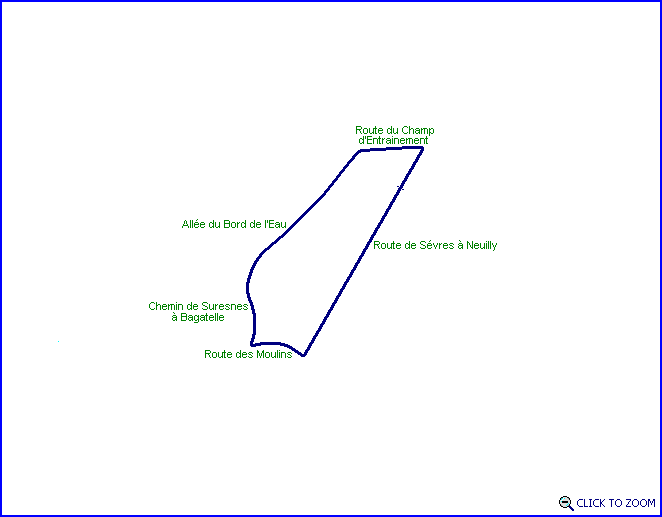 Route du Champ
d'Entrainement
Allée du Bord de l'Eau
Route de Sévres à Neuilly
Chemin de Suresnes
à Bagatelle
Route des Moulins
CLICK TO ZOOM